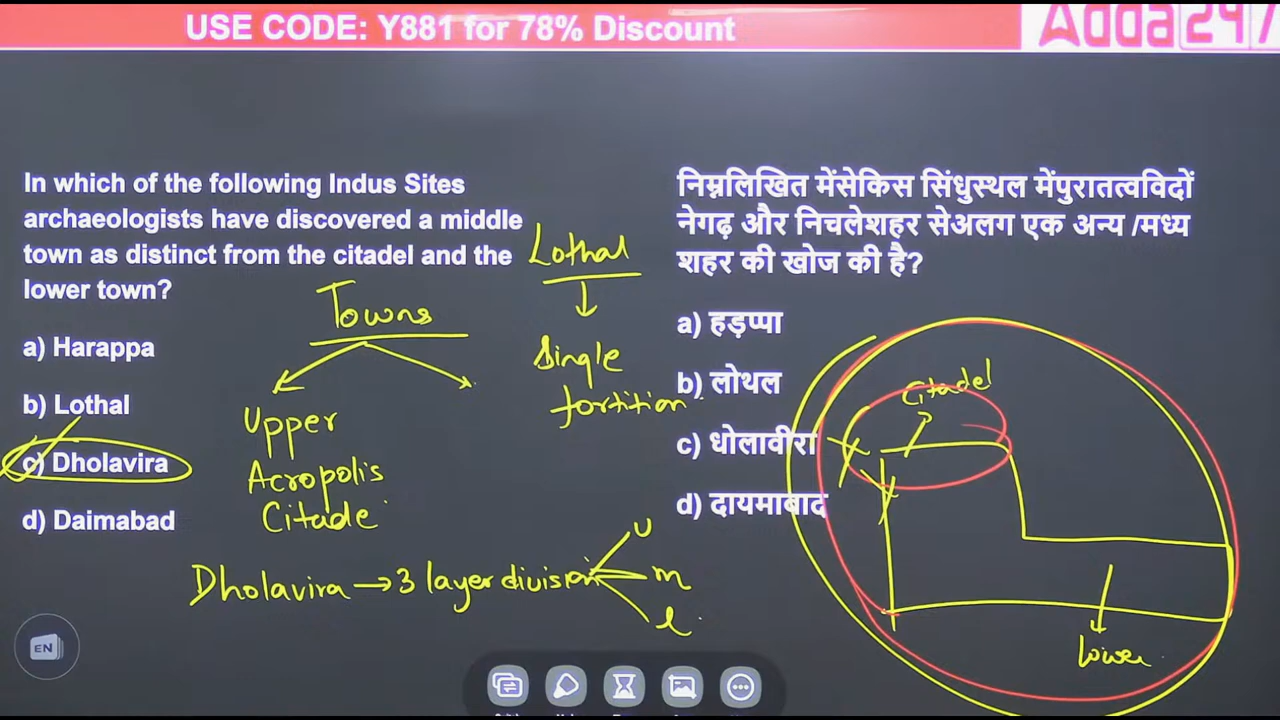 USE CODE: Y881 for 78% Discount
Adda247
In which of the following Indus Sites
archaeologists have discovered a middle
town as distinct from the citadel and the
lower town?
a) Harappa
b) Lothal
c) Dholavira
d) Daimabad
Lothal
Single
fortition
Towns
Upper
Acropolis
Citade
Dholavira → 3 layer division
U
m
l
निम्नलिखित मेंसेकिस सिंधुस्थल मेंपुरातत्वविदों
नेगढ़ और निचलेशहर सेअलग एक अन्य /मध्य
शहर की खोज की है?
a) हड़प्पा
b) लोथल
c) धोलावीरा
d) दायमाबाद
Citadel
Lower
EN